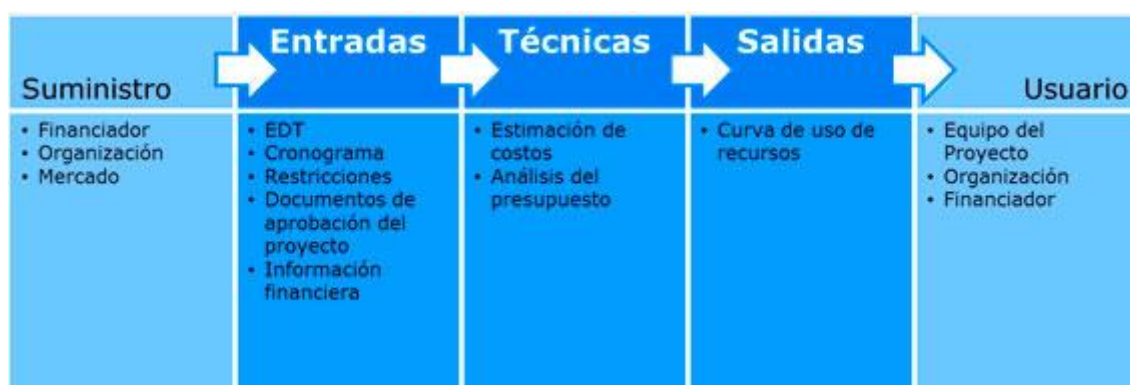 Suministro
Entradas
Técnicas
Salidas
Usuario
• Financiador
• Organización
• Mercado
• EDT
• Cronograma
• Restricciones
• Documentos de
aprobación del
proyecto
• Información
financiera
• Estimación de
costos
• Análisis del
presupuesto
• Curva de uso de
recursos
• Equipo del
Proyecto
• Organización
• Financiador